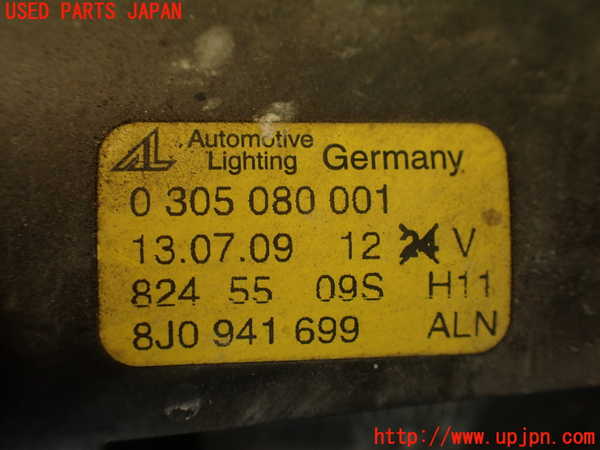 USED PARTS JAPAN
AL Automotive
Lighting Germany
0 305 080 001
13.07.09 12 24 V
824 55 09S H11
8J0 941 699 ALN
http://www.upjpn.com/